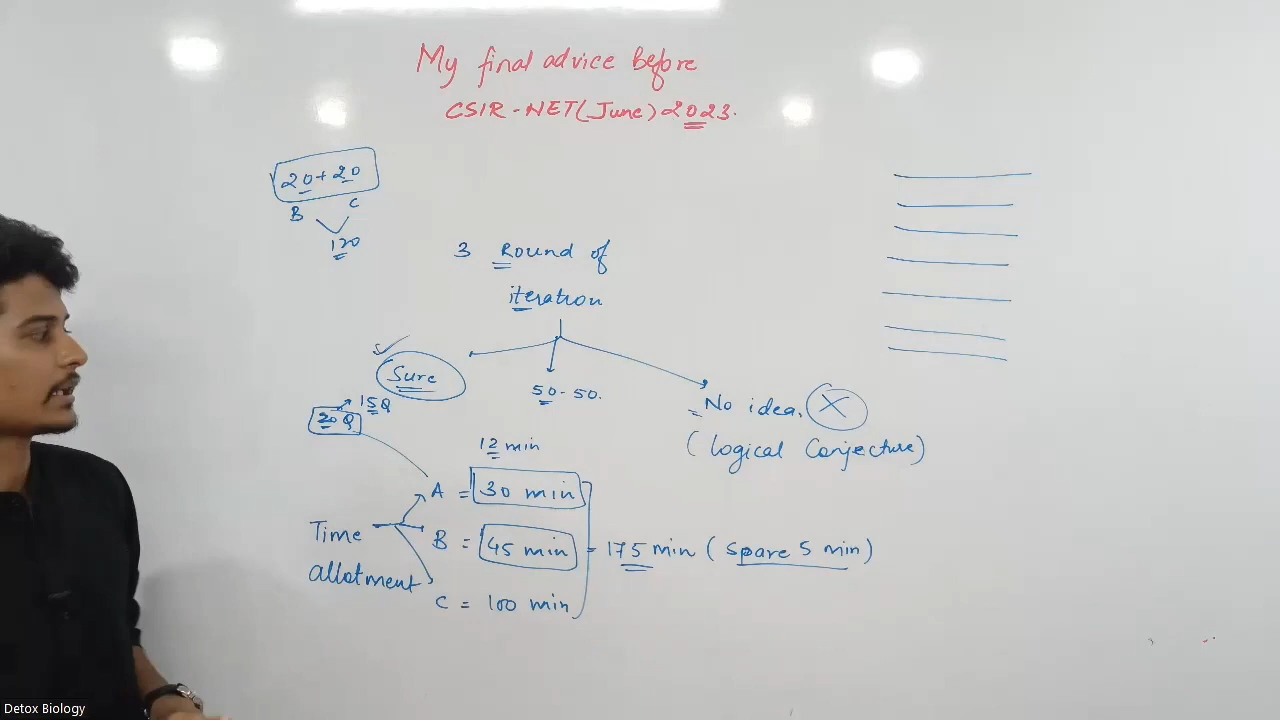 My final advice before
CSIR-NET(June) 2023.
20+20
B C
120
3 Round of
iteration
Sure
50-50.
No idea.
(logical Conjecture)
15Q
20Q
12 min
A = 30 min
Time
allotment
B = 45 min
= 175 min (spare 5 min)
C = 100 min
Detox Biology